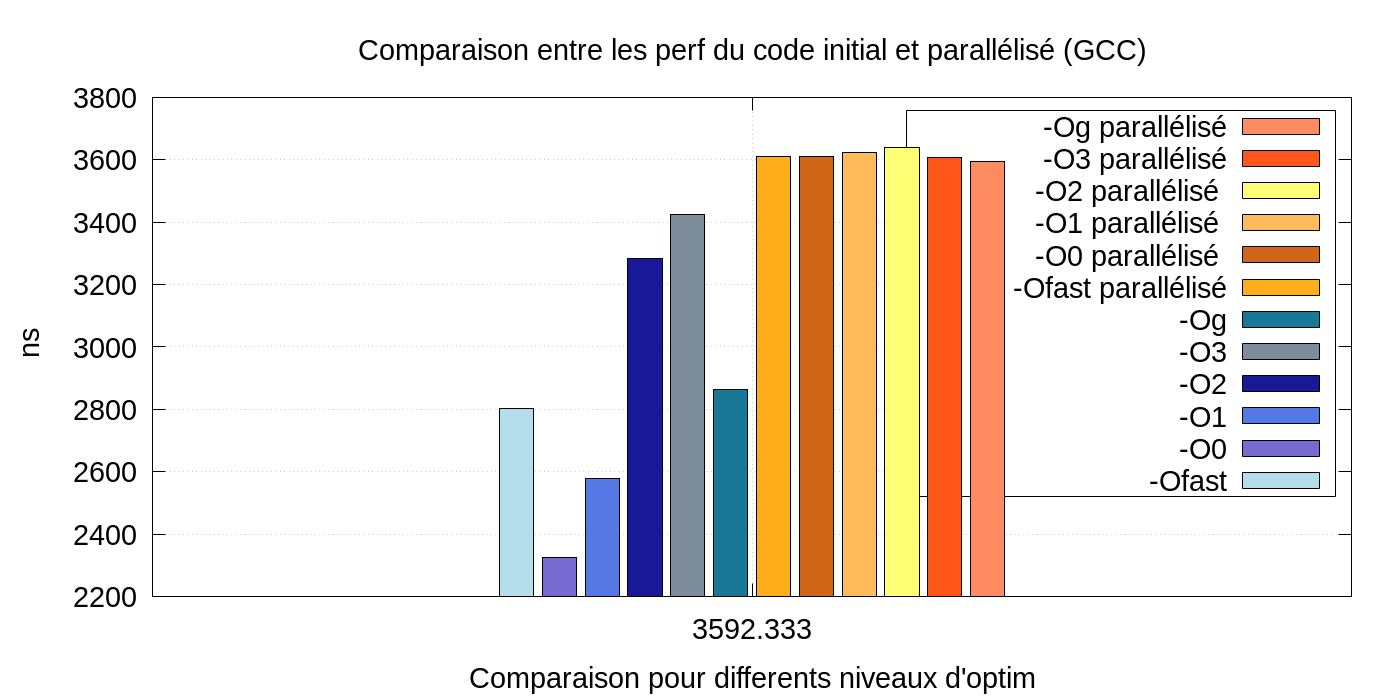 Comparaison entre les perf du code initial et parallélisé (GCC)
3800
3600
3400
3200
3000
2800
2600
2400
2200
ns
-Og parallélisé
-O3 parallélisé
-O2 parallélisé
-O1 parallélisé
-O0 parallélisé
-Ofast parallélisé
-Og
-O3
-O2
-O1
-O0
-Ofast
3592.333
Comparaison pour differents niveaux d'optim